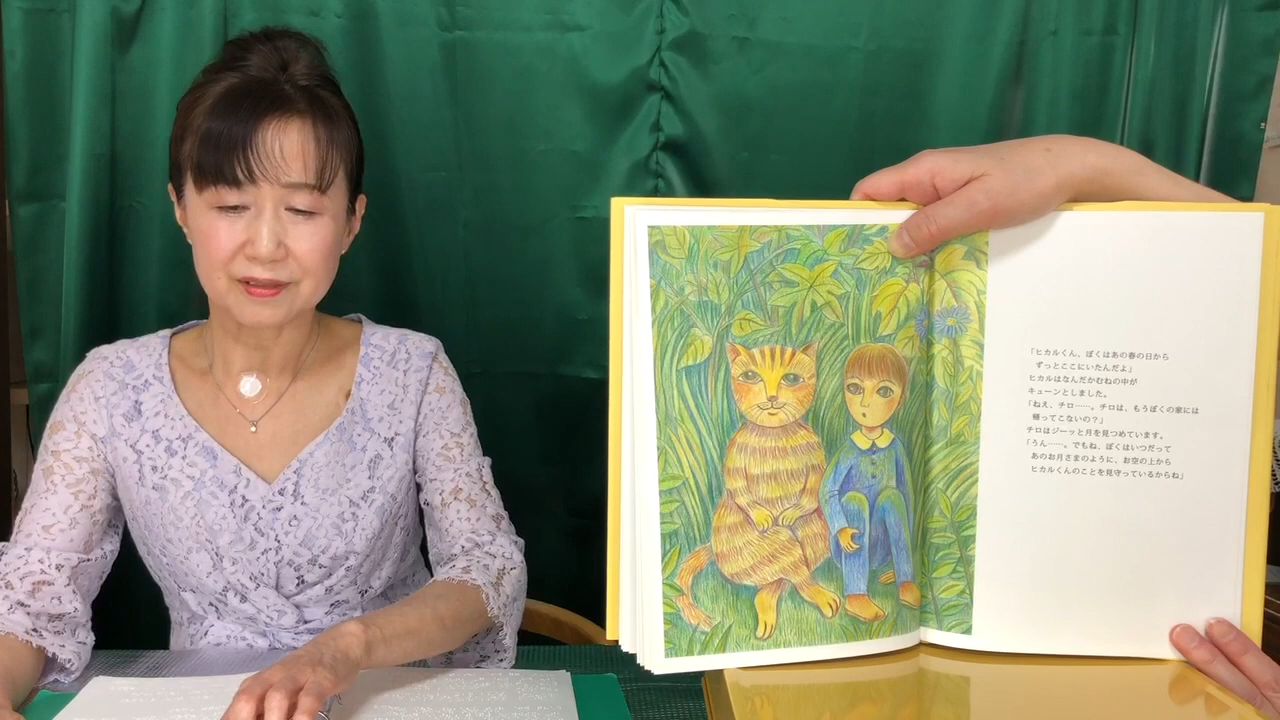 「ヒカルくん、ぼくはあの春の日から
ずっとここにいたんだよ」
ヒカルはなんだかむねの中が
キューンとしました。
「ねえ、チロ……。チロは、もうぼくの家には
帰ってこないの？」
チロはジーッと月を見つめています。
「うん……。でもね、ぼくはいつだって
あのお月さまのように、お空の上から
ヒカルくんのことを見守っているからね」